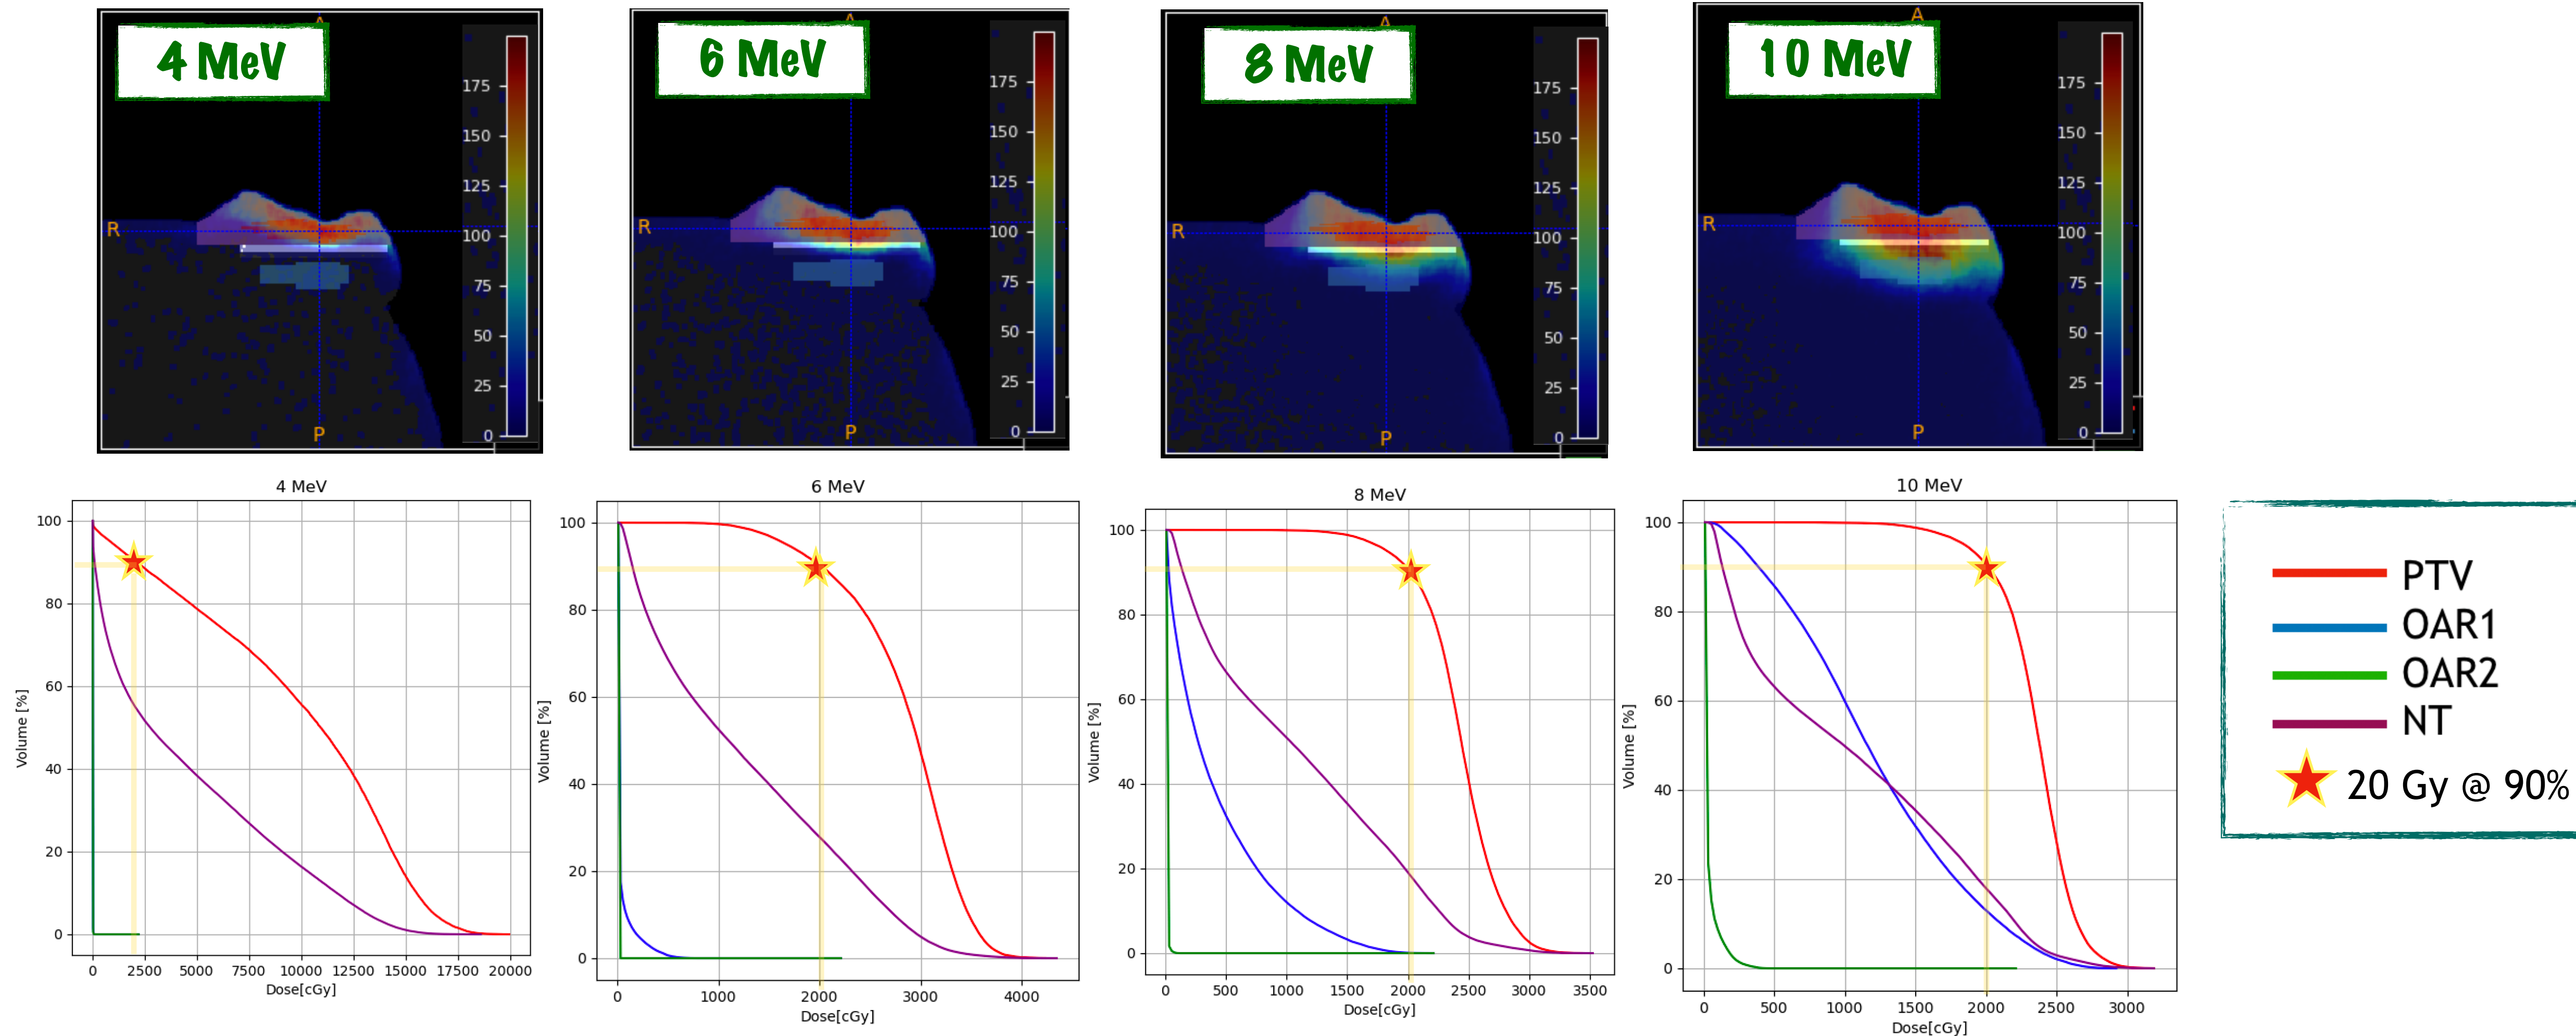 4 MeV
A
175
150
125
100
75
50
25
0
R
P
6 MeV
A
175
150
125
100
75
50
25
0
R
P
8 MeV
A
175
150
125
100
75
50
25
0
R
P
10 MeV
A
175
150
125
100
75
50
25
0
R
P
4 MeV
Volume [%]
100
80
60
40
20
0
0 2500 5000 7500 10000 12500 15000 17500 20000
Dose[cGy]
6 MeV
Volume [%]
100
80
60
40
20
0
0 1000 2000 3000 4000
Dose[cGy]
8 MeV
Volume [%]
100
80
60
40
20
0
0 500 1000 1500 2000 2500 3000 3500
Dose[cGy]
10 MeV
Volume [%]
100
80
60
40
20
0
0 500 1000 1500 2000 2500 3000
Dose[cGy]
PTV
OAR1
OAR2
NT
20 Gy @ 90%